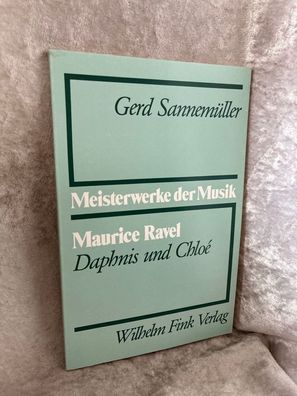 Gerd Sannemüller
Meisterwerke der Musik
Maurice Ravel
Daphnis und Chloé
Wilhelm Fink Verlag